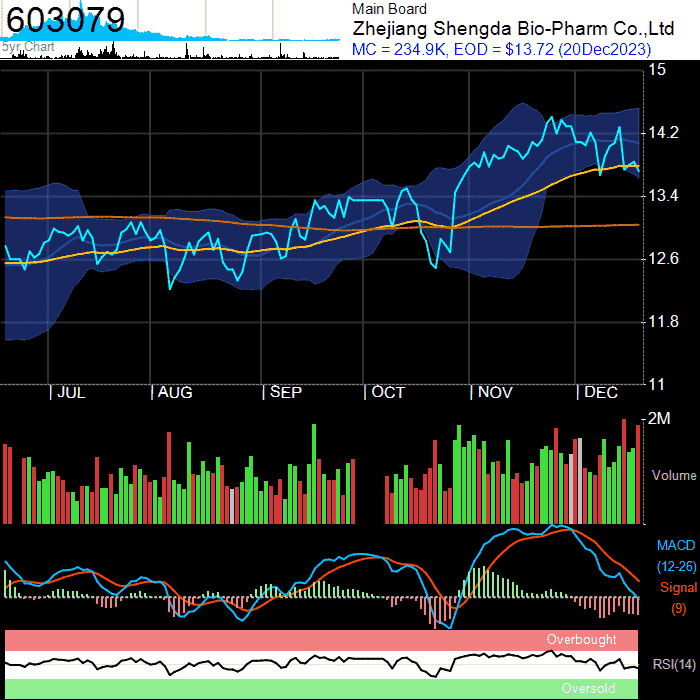 603079
5yr Chart
Main Board
Zhejiang Shengda Bio-Pharm Co.,Ltd
MC = 234.9K, EOD = $13.72 (20Dec2023)
15
14.2
13.4
12.6
11.8
11
| JUL | AUG | SEP | OCT | NOV | DEC
2M
Volume
MACD
(12-26)
Signal
(9)
Overbought
RSI(14)
Oversold